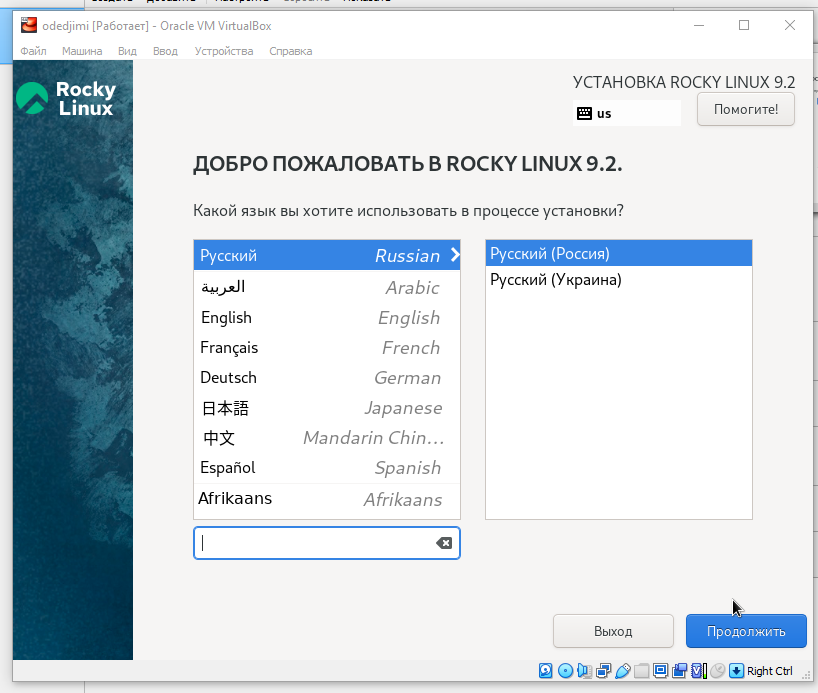 odedjimi [Работает] - Oracle VM VirtualBox
Файл Машина Вид Ввод Устройства Справка
Rocky
Linux
УСТАНОВКА ROCKY LINUX 9.2
us
Помогите!
ДОБРО ПОЖАЛОВАТЬ В ROCKY LINUX 9.2.
Какой язык вы хотите использовать в процессе установки?
Русский Russian
العربية Arabic
English English
Français French
Deutsch German
日本語 Japanese
中文 Mandarin Chin...
Español Spanish
Afrikaans Afrikaans
Русский (Россия)
Русский (Украина)
Выход
Продолжить
Right Ctrl